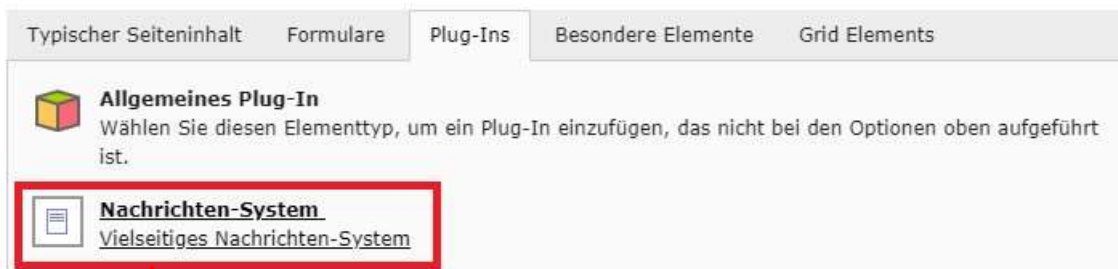 Typischer Seiteninhalt Formulare Plug-Ins Besondere Elemente Grid Elements
Allgemeines Plug-In
Wählen Sie diesen Elementtyp, um ein Plug-In einzufügen, das nicht bei den Optionen oben aufgeführt
ist.
Nachrichten-System
Vielseitiges Nachrichten-System